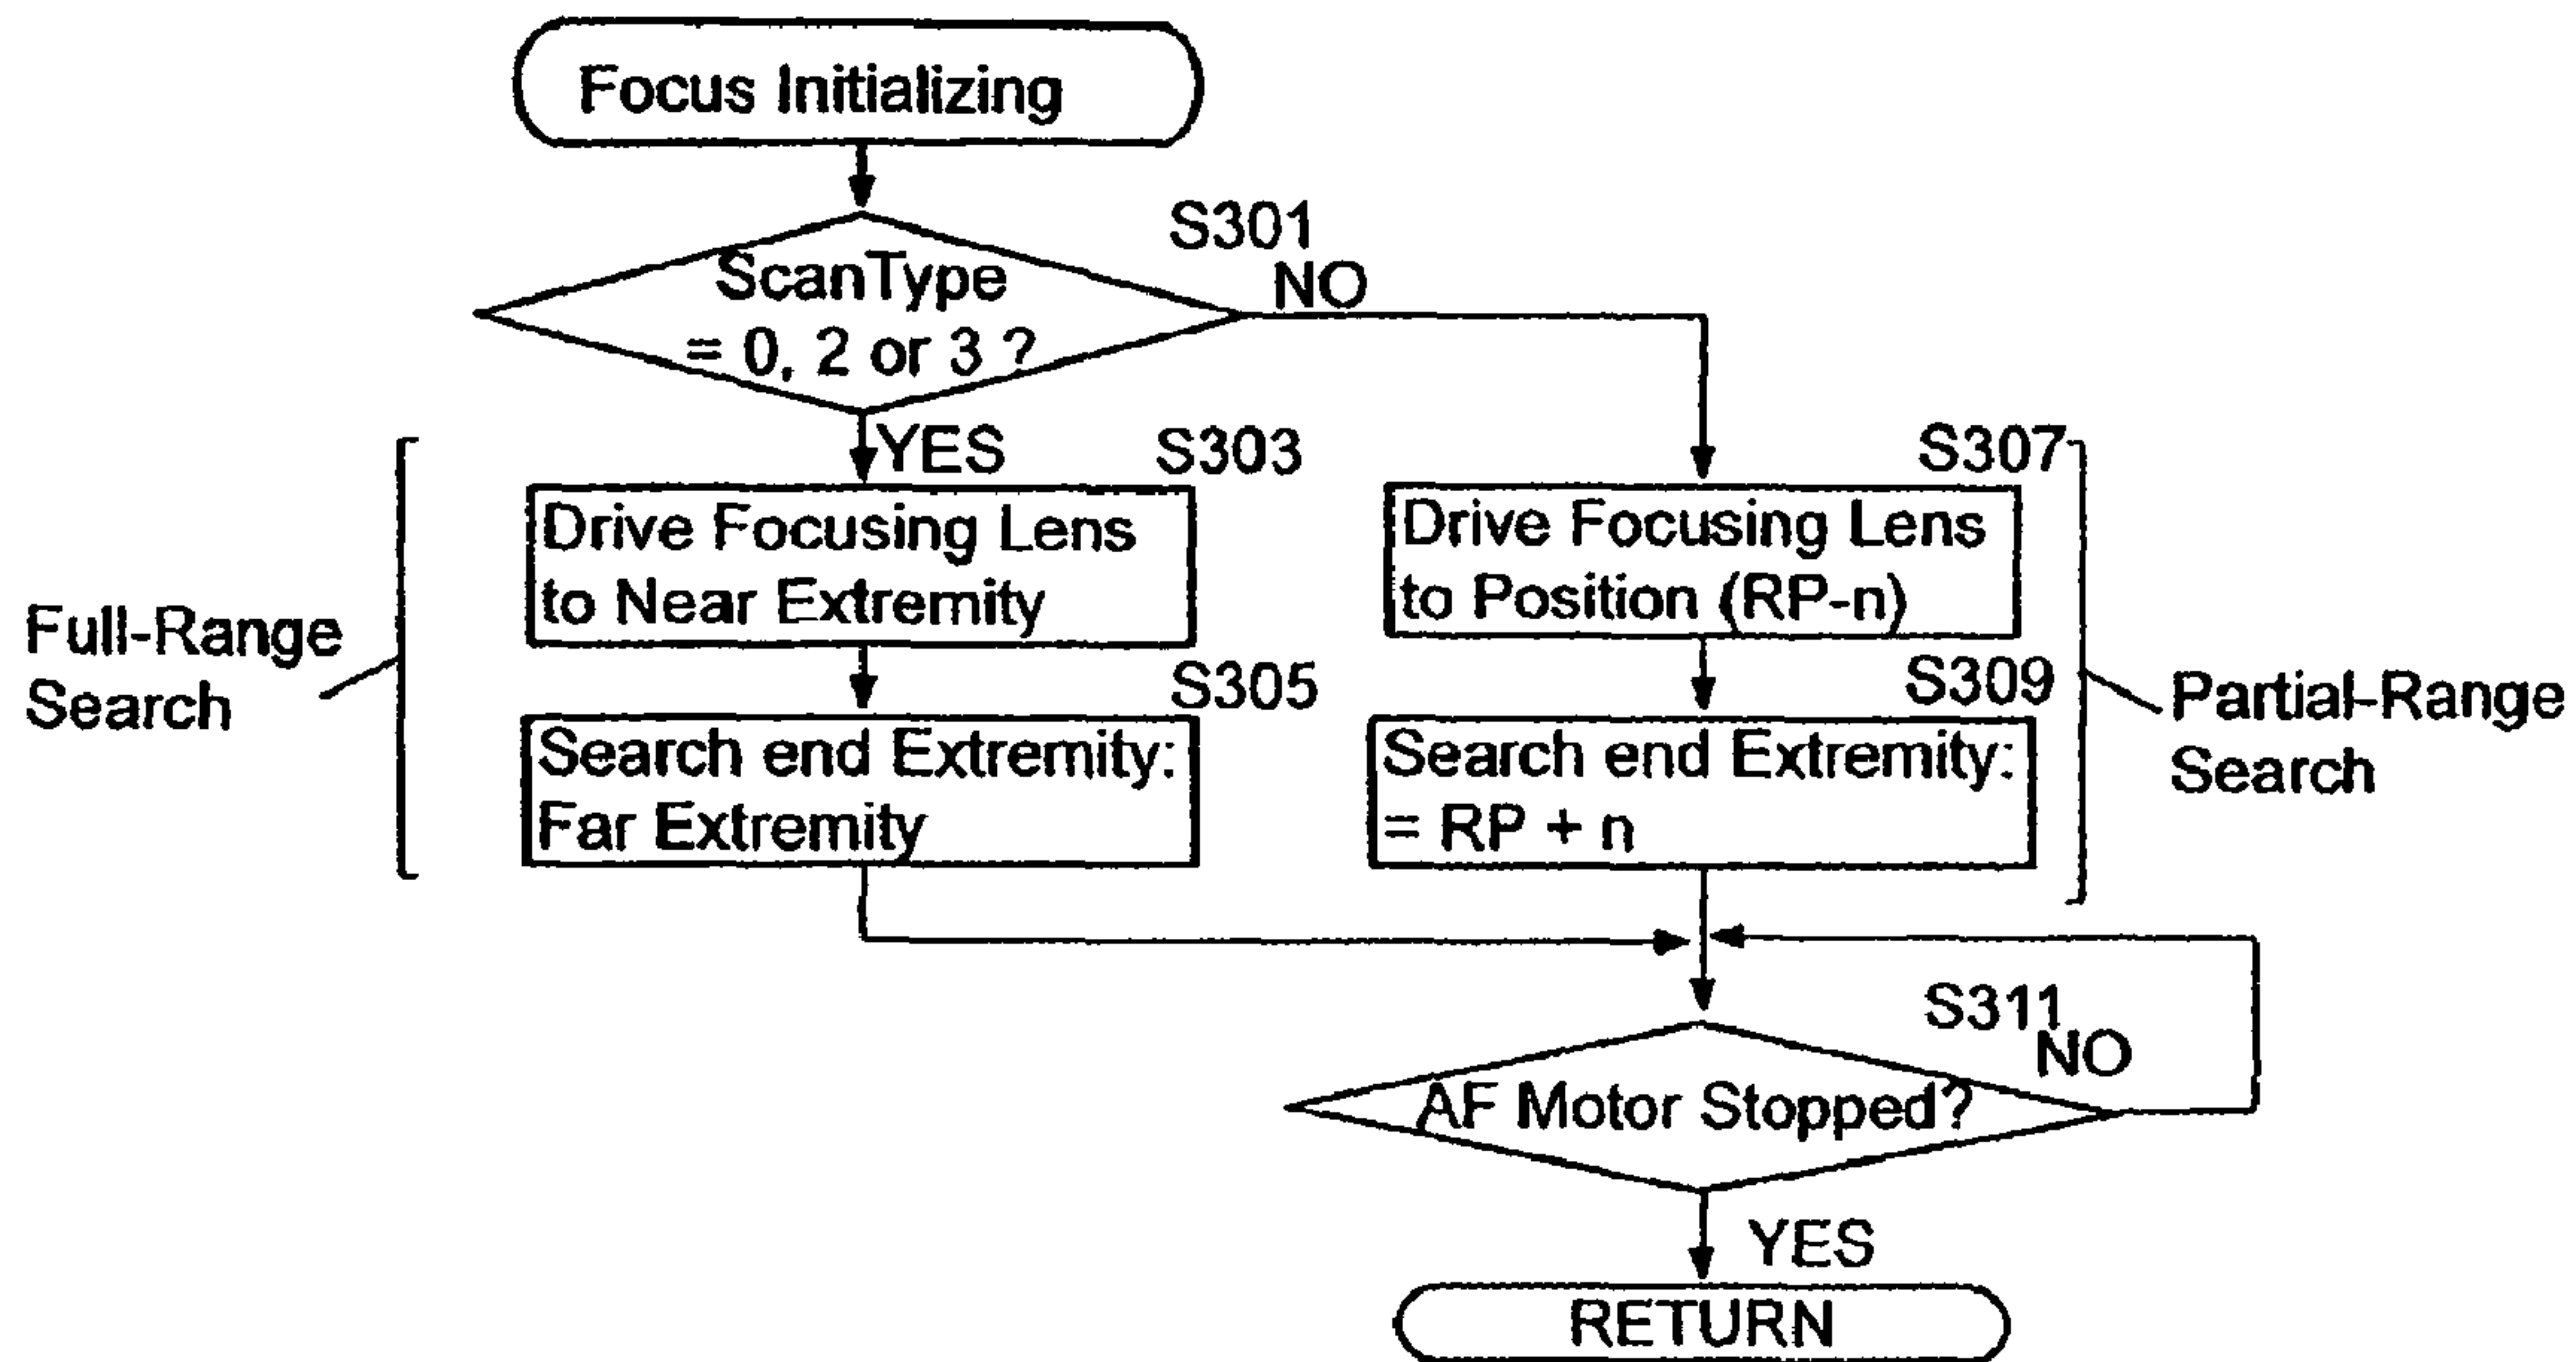 Focus Initializing
S301
NO
ScanType
= 0, 2 or 3 ?
YES
S303
S307
Drive Focusing Lens
to Near Extremity
Drive Focusing Lens
to Position (RP-n)
Full-Range
Search
S305
S309
Search end Extremity:
Far Extremity
Search end Extremity:
= RP + n
Partial-Range
Search
S311
NO
AF Motor Stopped?
YES
RETURN